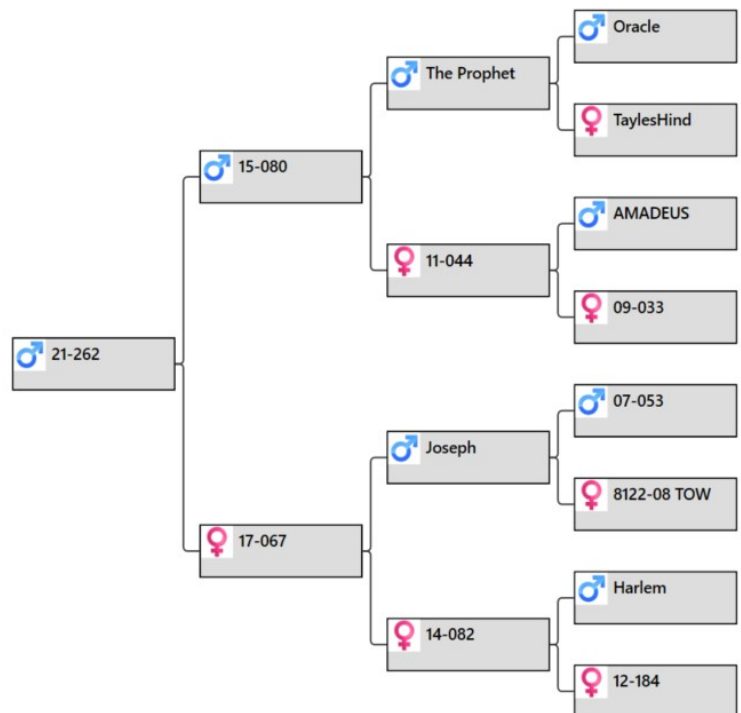 Oracle
The Prophet
TaylesHind
15-080
AMADEUS
11-044
09-033
21-262
07-053
Joseph
8122-08 TOW
17-067
Harlem
14-082
12-184